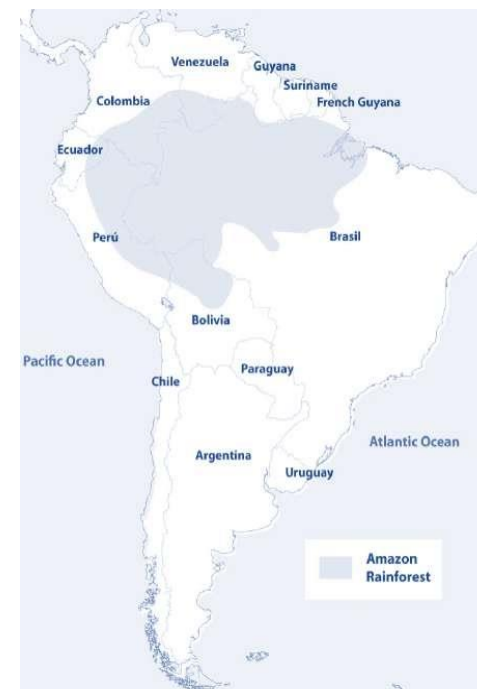 Venezuela
Guyana
Suriname
French Guyana
Colombia
Ecuador
Perú
Brasil
Bolivia
Pacific Ocean
Paraguay
Chile
Atlantic Ocean
Argentina
Uruguay
Amazon
Rainforest